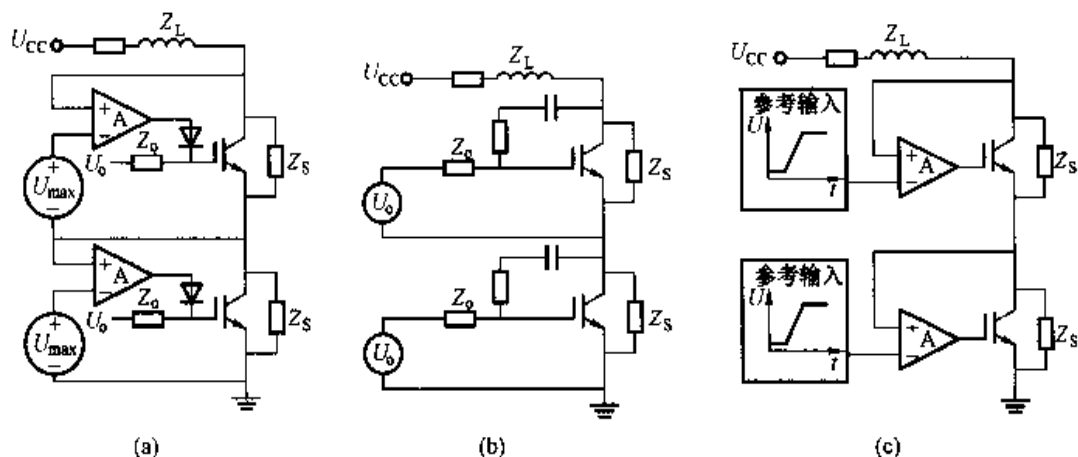 Z_L
U_CC
+
A
−
Z_o
U_o
Z_S
+
U_max
−
+
A
−
Z_o
U_o
Z_S
+
U_max
−
(a)
Z_L
U_CC
Z_o
Z_S
U_o
Z_o
Z_S
U_o
(b)
Z_L
U_CC
参考输入
U
t
+
A
−
Z_S
参考输入
U
t
+
A
−
Z_S
(c)